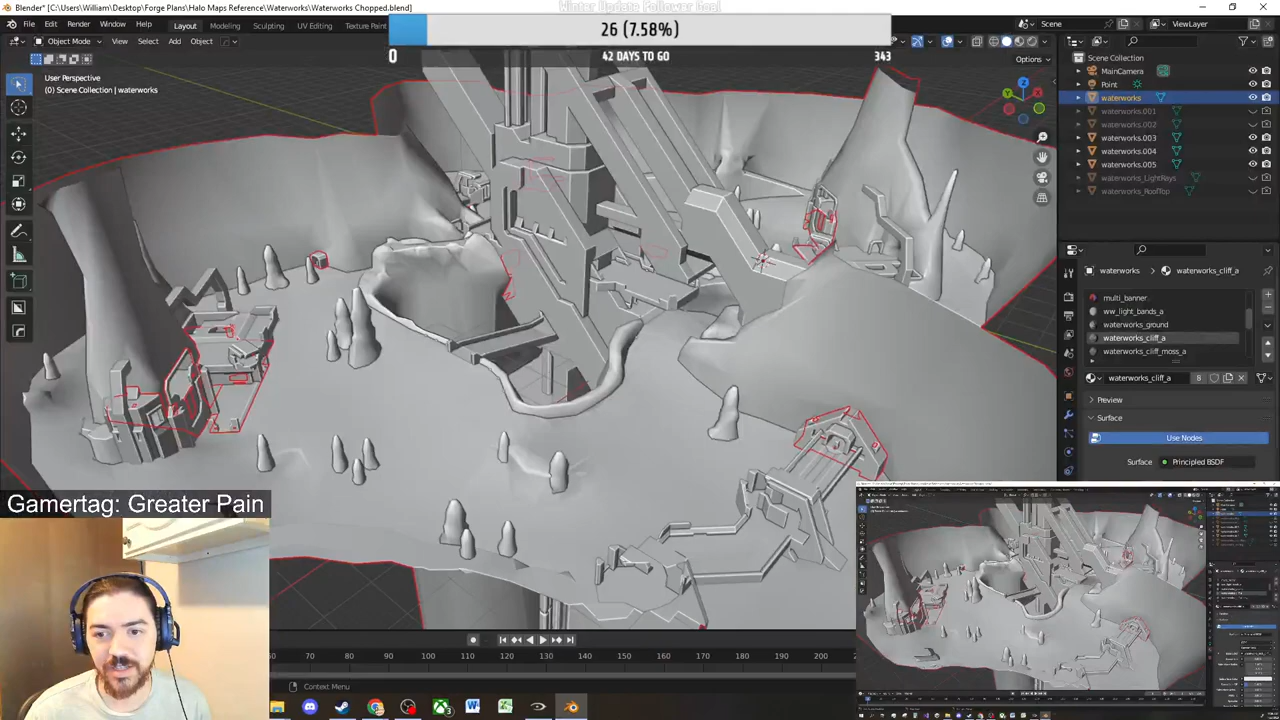 Blender* [C:\Users\William\Desktop\Forge Plans\Halo Maps Reference\Waterworks\Waterworks Chopped.blend]
Winter Update Follower Goal
File Edit Render Window Help Layout Modeling Sculpting UV Editing Texture Paint
Scene
ViewLayer
26 (7.58%)
0
42 DAYS TO GO
343
Object Mode View Select Add Object
Options
User Perspective
(0) Scene Collection | waterworks
Scene Collection
MainCamera
Point
waterworks
waterworks.001
waterworks.002
waterworks.003
waterworks.004
waterworks.005
waterworks_LightRays
waterworks_RoofTop
waterworks
waterworks_cliff_a
multi_banner
ww_light_bands_a
waterworks_ground
waterworks_cliff_a
waterworks_cliff_moss_a
waterworks_cliff_a
8
Preview
Surface
Use Nodes
Surface
Principled BSDF
Gamertag: Greater Pain
80 90 100 110 120 130 140 150 160 170 180 190 200
Context Menu